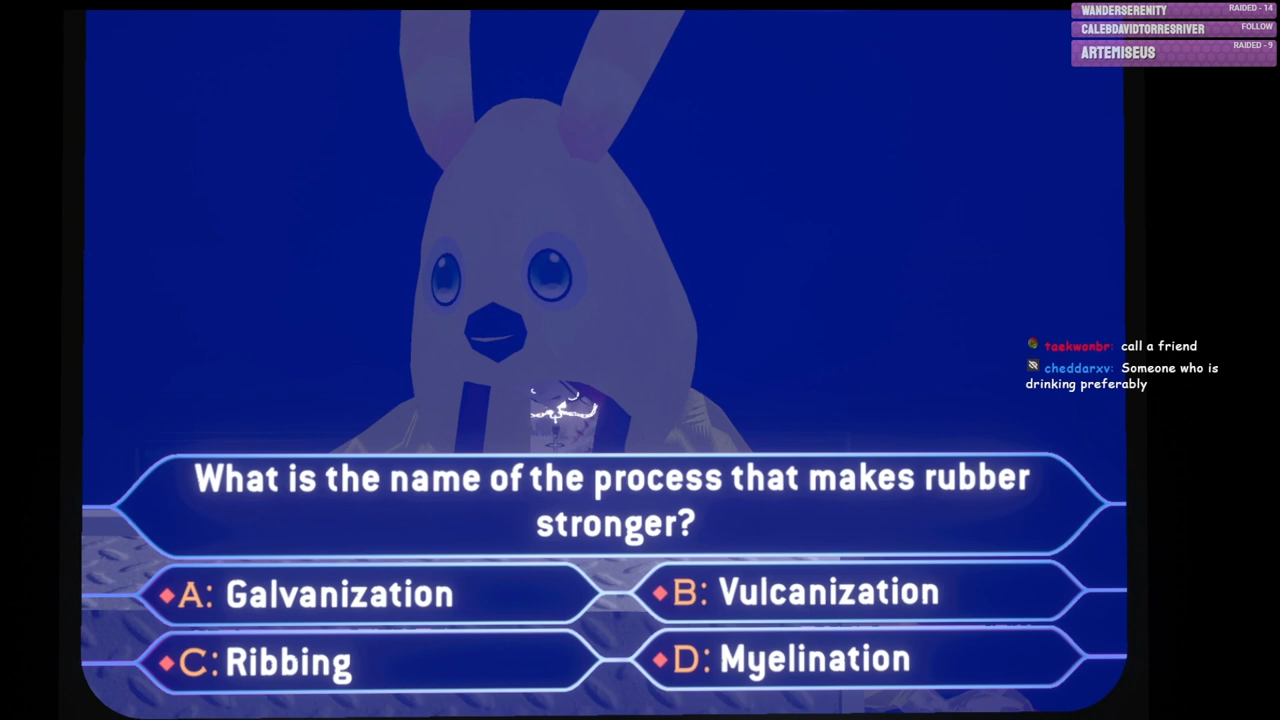 WANDERSERENITY RAIDED - 14
CALEBDAVIDTORRESRIVER FOLLOW
ARTEMISEUS RAIDED - 9
taekwanbr: call a friend
cheddarxv: Someone who is
drinking preferably
What is the name of the process that makes rubber
stronger?
A: Galvanization
B: Vulcanization
C: Ribbing
D: Myelination